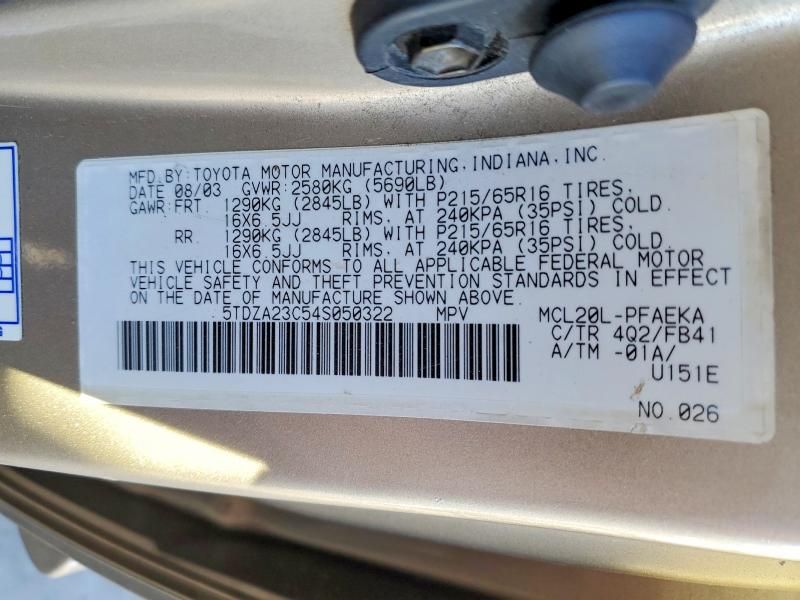 MFD.BY:TOYOTA MOTOR MANUFACTURING,INDIANA,INC.
DATE 08/03 GVWR:2580KG (5690LB)
GAWR:FRT 1290KG (2845LB) WITH P215/65R16 TIRES,
16X6.5JJ RIMS, AT 240KPA (35PSI) COLD.
RR. 1290KG (2845LB) WITH P215/65R16 TIRES,
16X6.5JJ RIMS, AT 240KPA (35PSI) COLD.
THIS VEHICLE CONFORMS TO ALL APPLICABLE FEDERAL MOTOR
VEHICLE SAFETY AND THEFT PREVENTION STANDARDS IN EFFECT
ON THE DATE OF MANUFACTURE SHOWN ABOVE.
5TDZA23C54S050322 MPV MCL20L-PFAEKA
C/TR 4Q2/FB41
A/TM -01A/
U151E
NO.026